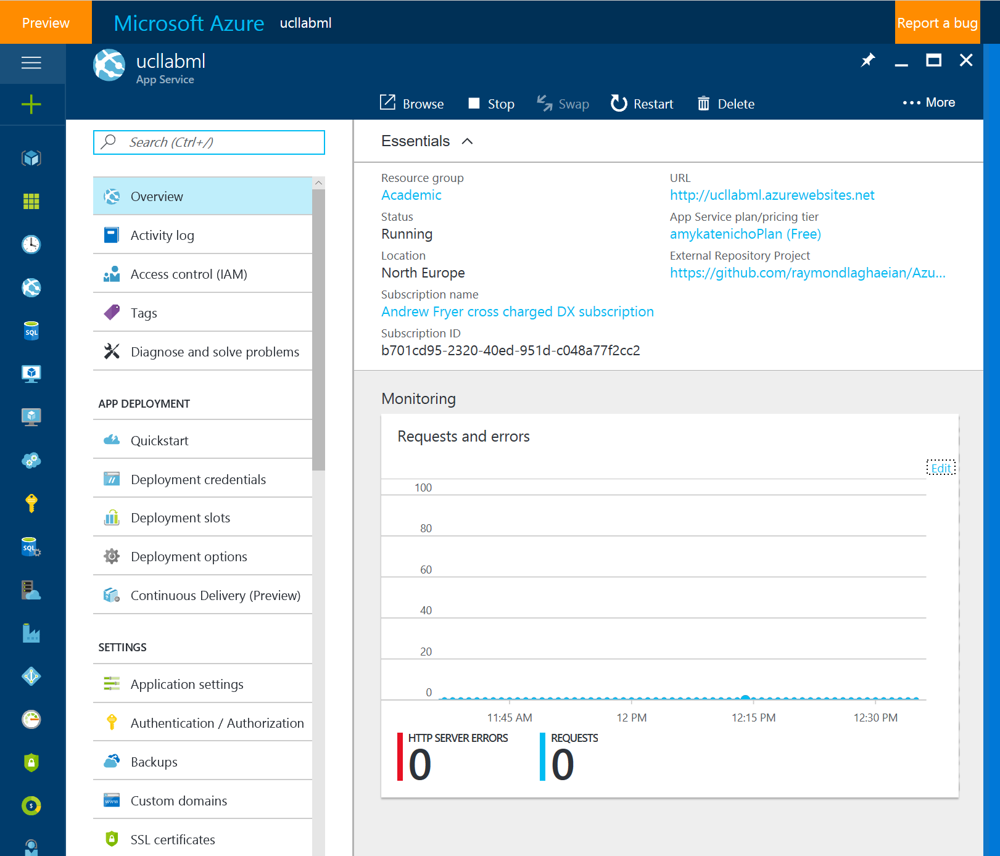 Preview
Microsoft Azure ucllabml
Report a bug
ucllabml
App Service
Browse Stop Swap Restart Delete More
Search (Ctrl+/)
Overview
Activity log
Access control (IAM)
Tags
Diagnose and solve problems
APP DEPLOYMENT
Quickstart
Deployment credentials
Deployment slots
Deployment options
Continuous Delivery (Preview)
SETTINGS
Application settings
Authentication / Authorization
Backups
Custom domains
SSL certificates
Essentials
Resource group
Academic
Status
Running
Location
North Europe
Subscription name
Andrew Fryer cross charged DX subscription
Subscription ID
b701cd95-2320-40ed-951d-c048a77f2cc2
URL
http://ucllabml.azurewebsites.net
App Service plan/pricing tier
amykatenichoPlan (Free)
External Repository Project
https://github.com/raymondlaghaeian/Azu...
Monitoring
Requests and errors
Edit
100
80
60
40
20
0
11:45 AM 12 PM 12:15 PM 12:30 PM
HTTP SERVER ERRORS
0
REQUESTS
0
SQL
SQL
www
$